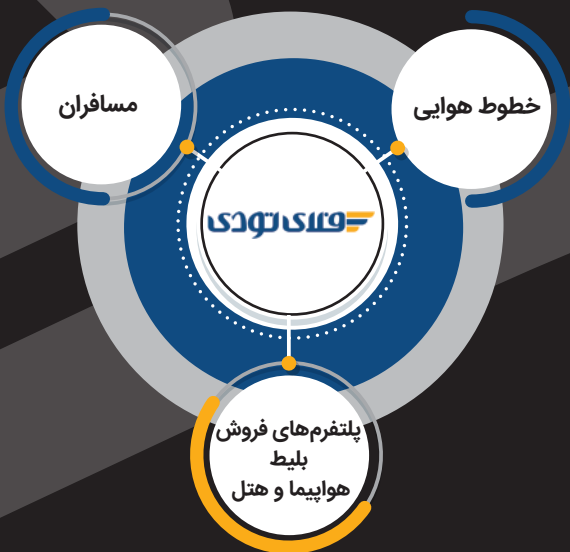 خطوط هوایی
مسافران
فلای تودی
پلتفرم‌های فروش
بلیط
هواپیما و هتل